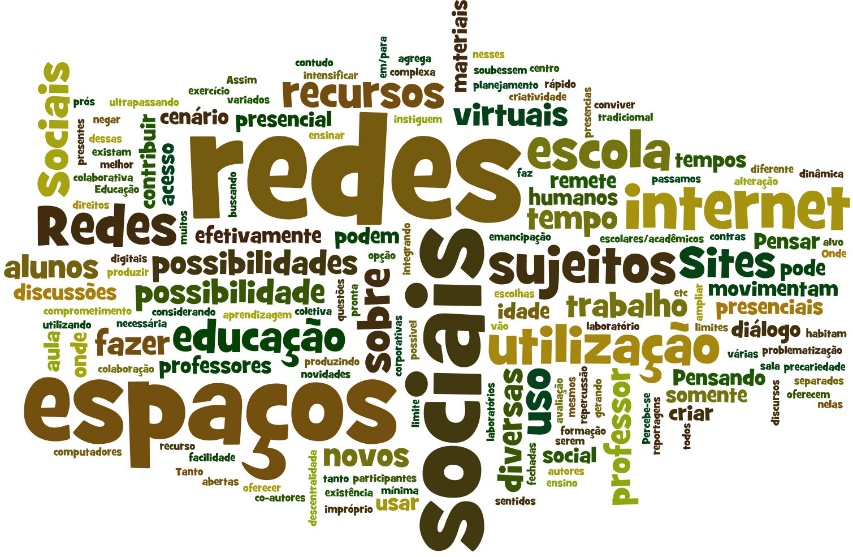 materiais
nesses
contudo
em/para
agrega
soubessem
centro
Sociais
Assim
intensificar
complexa
planejamento
rápido
exercício
recursos
criatividade
prós
ultrapassando
variados
virtuais
presencias
conviver
negar
contribuir
cenário
presencial
instiguem
tradiciomal
presentes
dessas
ensinar
redes
escola
tempos
existam
melhor
acesso
faz
remete
passamos
diferente
dinâmica
colaborativa
Educação
buscando
humanos
alteração
direitos
muitos
tempo
internet
Redes
efetivamente
podem
integrando
emancipação
escolares/acadêmicos
contras
Pensar
alvo
Onde
alunos
digitais
produzir
possibilidades
opção
sociais
sujeitos
Sites
pode
discussões
possibilidade
questões
pronta
sobre
escolhas
etc
ampliar
movimentam
comprometimento
considerando
aprendizagem
coletiva
idade
trabalho
presenciais
utilizando
necessária
possível
vão
laboratório
limites
diálogo
habitam
aula
onde
fazer
educação
corporativas
utilização
várias
problematização
colaboração
professores
produzindo
novidades
sala
precariedade
espaços
limite
laboratórios
diversas
uso
avaliação
mesmos
repercussão
gerando
professor
Pensando
separados
somente
discursos
oferecem
nelas
Percebe-se
reportagens
criar
todos
computadores
recurso
facilidade
novos
fechadas
formação
serem
social
Tanto
abertas
oferecer
co-autores
descentralidade
tanto
participantes
autores
ensino
existência
mínima
impróprio
usar
sentidos